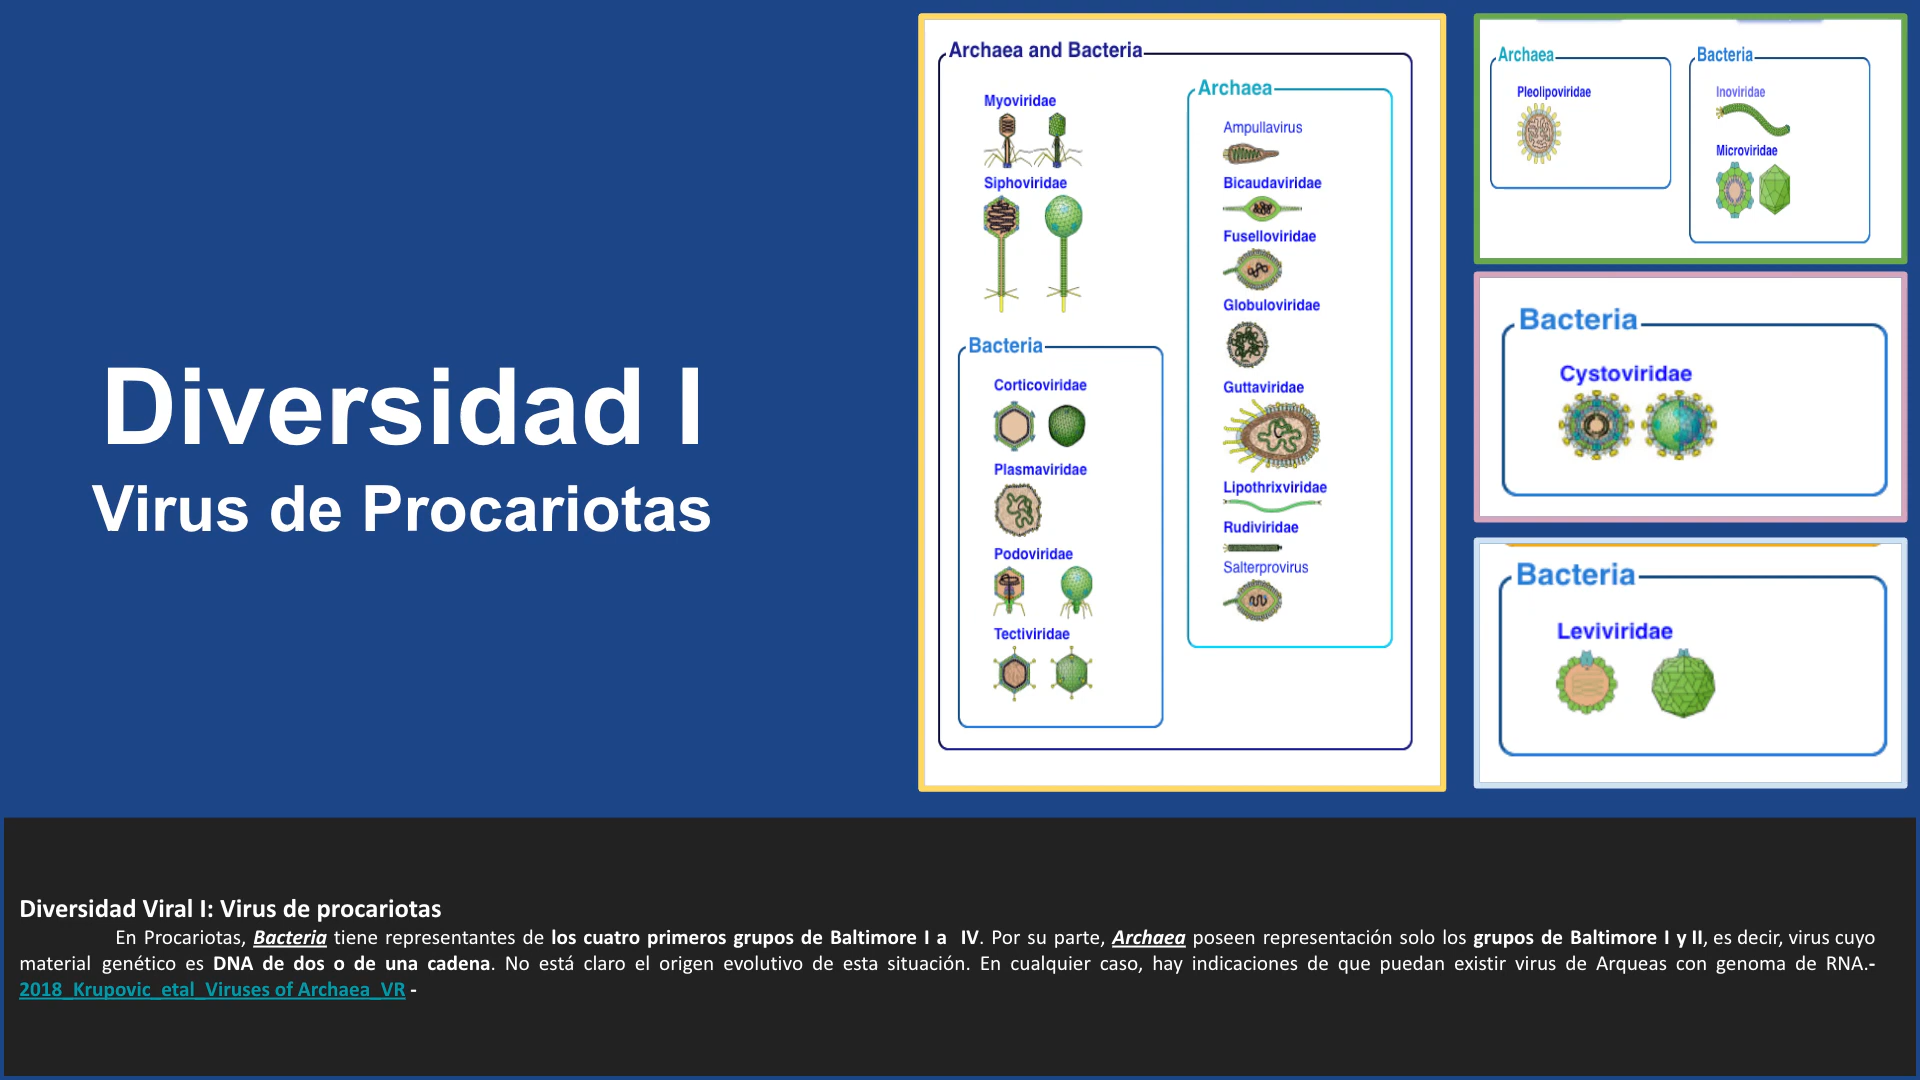 Diversidad I
Virus de Procariotas
Archaea and Bacteria
Myoviridae
Siphoviridae
Bacteria
Corticoviridae
Plasmaviridae
Podoviridae
Tectiviridae
Archaea
Ampullavirus
Bicaudaviridae
Fuselloviridae
Globuloviridae
Guttaviridae
Lipothrixviridae
Rudiviridae
Salterprovirus
Archaea
Pleolipoviridae
Bacteria
Inoviridae
Microviridae
Bacteria
Cystoviridae
Bacteria
Leviviridae
Diversidad Viral I: Virus de procariotas
En Procariotas, Bacteria tiene representantes de los cuatro primeros grupos de Baltimore I a IV. Por su parte, Archaea poseen representación solo los grupos de Baltimore I y II, es decir, virus cuyo
material genético es DNA de dos o de una cadena. No está claro el origen evolutivo de esta situación. En cualquier caso, hay indicaciones de que puedan existir virus de Arqueas con genoma de RNA.-
2018_Krupovic_etal_Viruses of Archaea_VR -